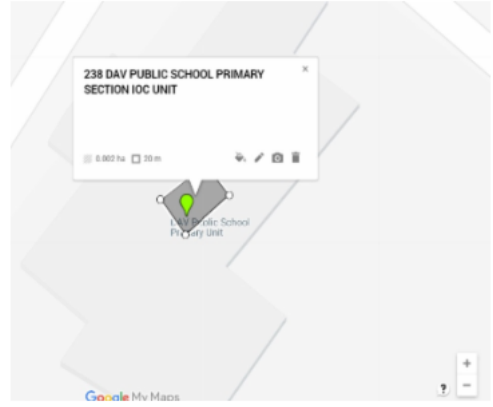 238 DAV PUBLIC SCHOOL PRIMARY
SECTION IOC UNIT
×
0.002 ha 20 m
DAV Public School
Primary Unit
+
?
−
Google My Maps